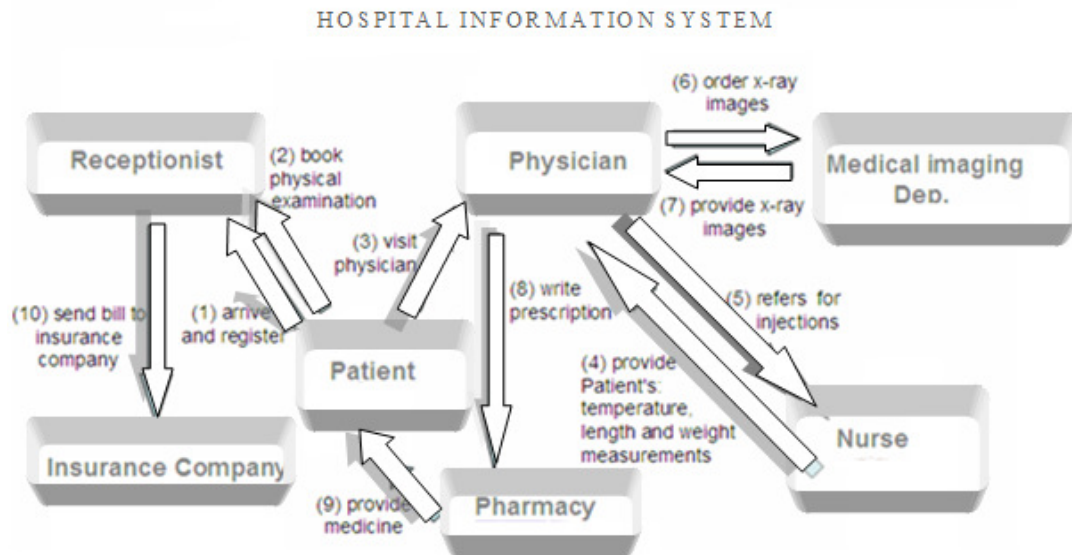 HOSPITAL INFORMATION SYSTEM
(6) order x-ray
images
Receptionist
(2) book
physical
examination
Physician
Medical imaging
Dep.
(7) provide x-ray
images
(3) visit
physician
(10) send bill to
insurance
company
(1) arrive
and register
(8) write
prescription
(5) refers for
injections
Patient
(4) provide
Patient's:
temperature,
length and weight
measurements
Nurse
Insurance Company
(9) provide
medicine
Pharmacy